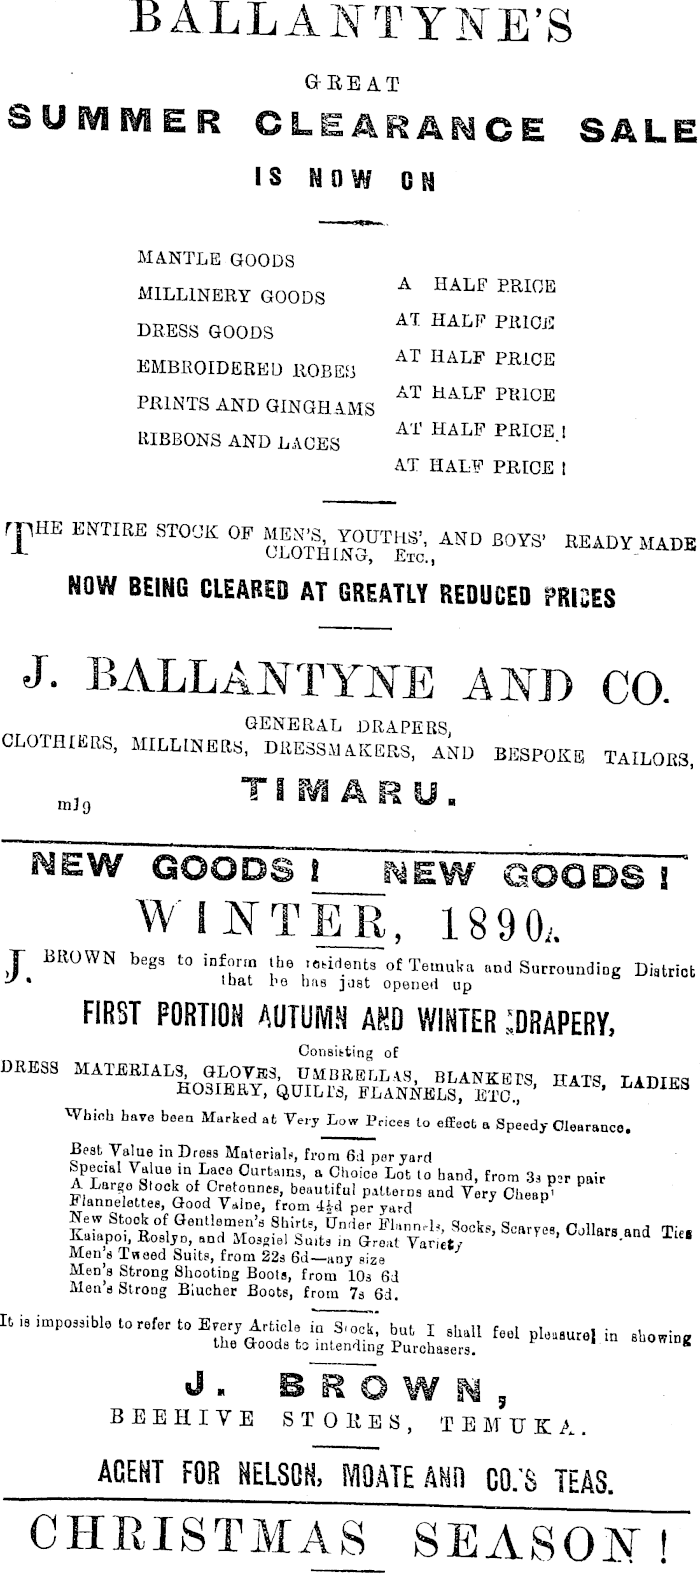 BALLANTYNE'S
GREAT
SUMMER CLEARANCE SALE
IS NOW ON
MANTLE GOODS
A HALF PRICE
MILLINERY GOODS
AT HALF PRICE
DRESS GOODS
AT HALF PRICE
EMBROIDERED ROBES
AT HALF PRICE
PRINTS AND GINGHAMS
AT HALF PRICE!
RIBBONS AND LACES
AT HALF PRICE!
THE ENTIRE STOCK OF MEN'S, YOUTHS', AND BOYS' READY MADE
CLOTHING, ETC.,
NOW BEING CLEARED AT GREATLY REDUCED PRICES
J. BALLANTYNE AND CO.
GENERAL DRAPERS,
CLOTHIERS, MILLINERS, DRESSMAKERS, AND BESPOKE TAILORS,
TIMARU.
m19
NEW GOODS! NEW GOODS!
WINTER, 1890.
J. BROWN begs to inform the residents of Temuka and Surrounding District
that he has just opened up
FIRST PORTION AUTUMN AND WINTER DRAPERY,
Consisting of
DRESS MATERIALS, GLOVES, UMBRELLAS, BLANKETS, HATS, LADIES
HOSIERY, QUILTS, FLANNELS, ETC.,
Which have been Marked at Very Low Prices to effect a Speedy Clearance.
Best Value in Dress Materials, from 6d per yard
Special Value in Lace Curtains, a Choice Lot to hand, from 3s per pair
A Large Stock of Cretonnes, beautiful patterns and Very Cheap'
Flannelettes, Good Value, from 4½d per yard
New Stock of Gentlemen's Shirts, Under Flannels, Socks, Scarves, Collars and Ties
Kaiapoi, Roslyn, and Mosgiel Suits in Great Variety
Men's Tweed Suits, from 22s 6d—any size
Men's Strong Shooting Boots, from 10s 6d
Men's Strong Blucher Boots, from 7s 6d.
It is impossible to refer to Every Article in Stock, but I shall feel pleasure in showing
the Goods to intending Purchasers.
J. BROWN,
BEEHIVE STORES, TEMUKA.
AGENT FOR NELSON, MOATE AND CO.'S TEAS.
CHRISTMAS SEASON!